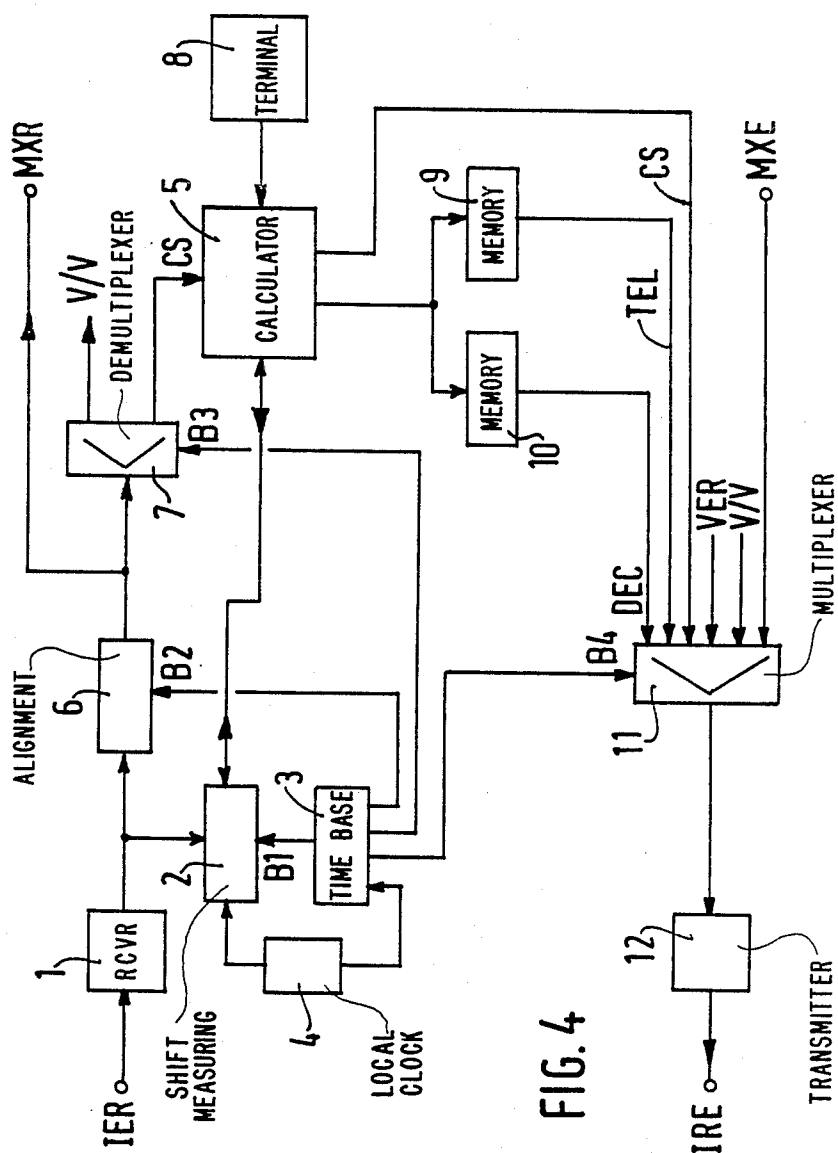 8
TERMINAL
MXR
5
CALCULATOR
CS
V/V
DEMULTIPLEXER
7
B3
9
MEMORY
10
MEMORY
CS
TEL
DEC
MXE
VER
V/V
ALIGNMENT
6
B2
B4
11
MULTIPLEXER
1
RCVR
2
B1
3
TIME BASE
SHIFT
MEASURING
4
LOCAL
CLOCK
IER
12
TRANSMITTER
IRE
FIG. 4